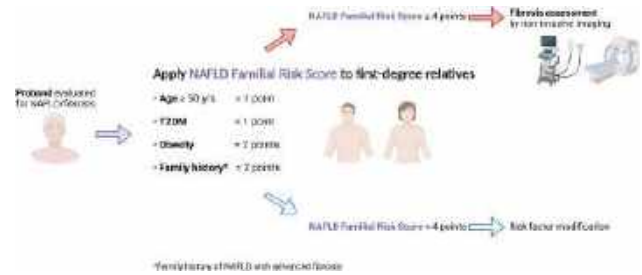 NAFLD Familial Risk Score ≥ 4 points
Fibrosis assessment
by non-invasive imaging
Apply NAFLD Familial Risk Score to first-degree relatives
Proband evaluated
for NAFLD fibrosis
• Age ≥ 50 yrs = 1 point
• T2DM = 1 point
• Obesity = 2 points
• Family history* = 2 points
NAFLD Familial Risk Score < 4 points
Risk factor modification
*Family history of NAFLD with advanced fibrosis